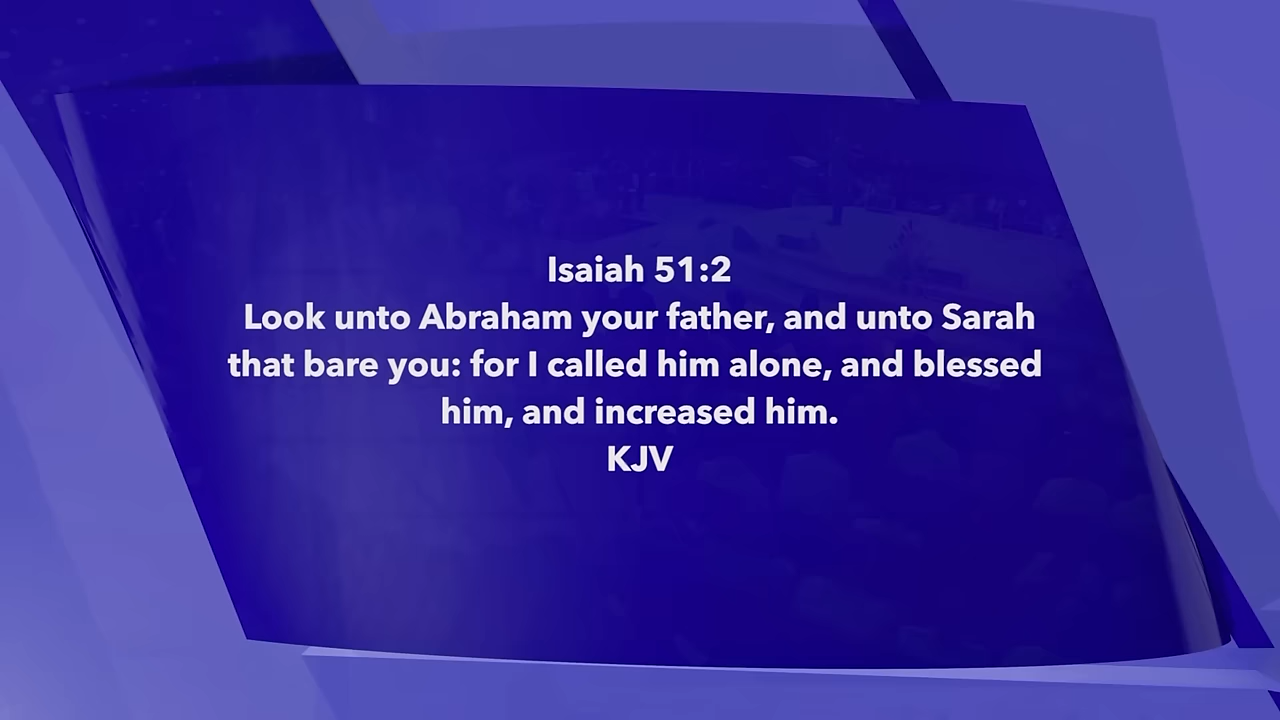 Isaiah 51:2
Look unto Abraham your father, and unto Sarah
that bare you: for I called him alone, and blessed
him, and increased him.
KJV